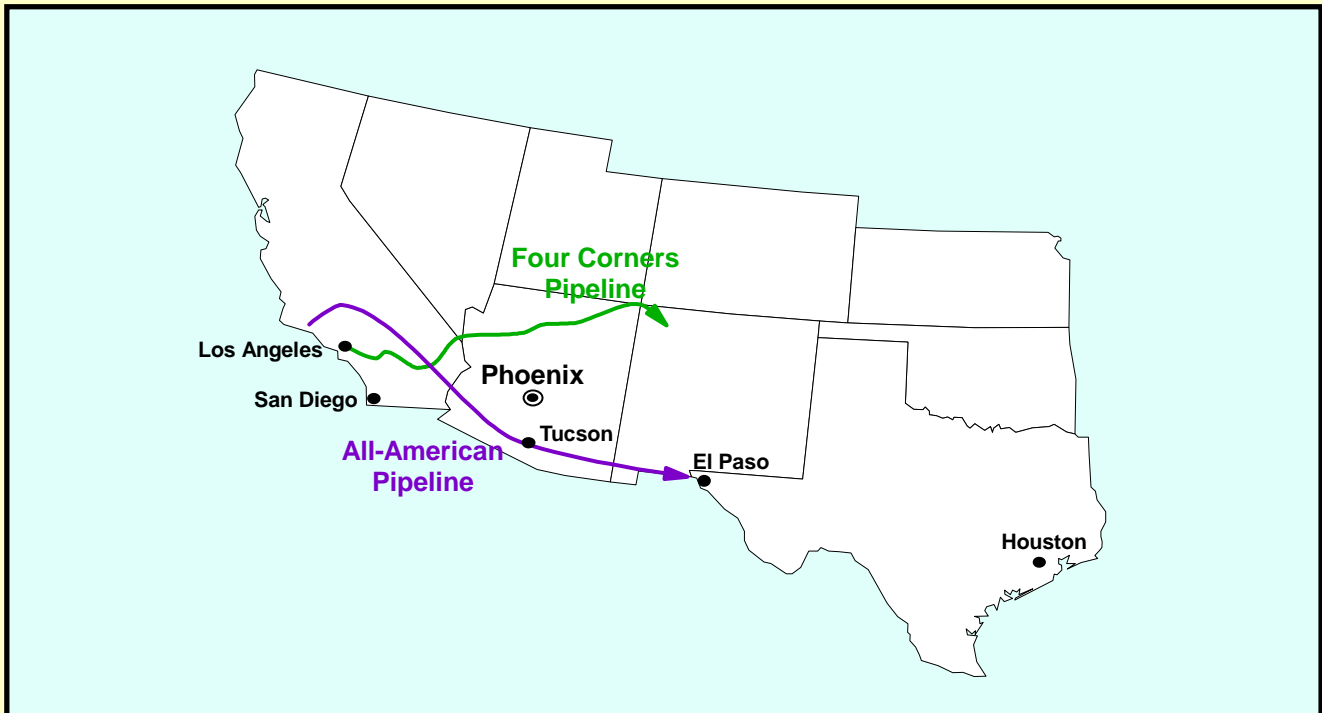 Four Corners
Pipeline
Los Angeles
Phoenix
San Diego
Tucson
All-American
Pipeline
El Paso
Houston